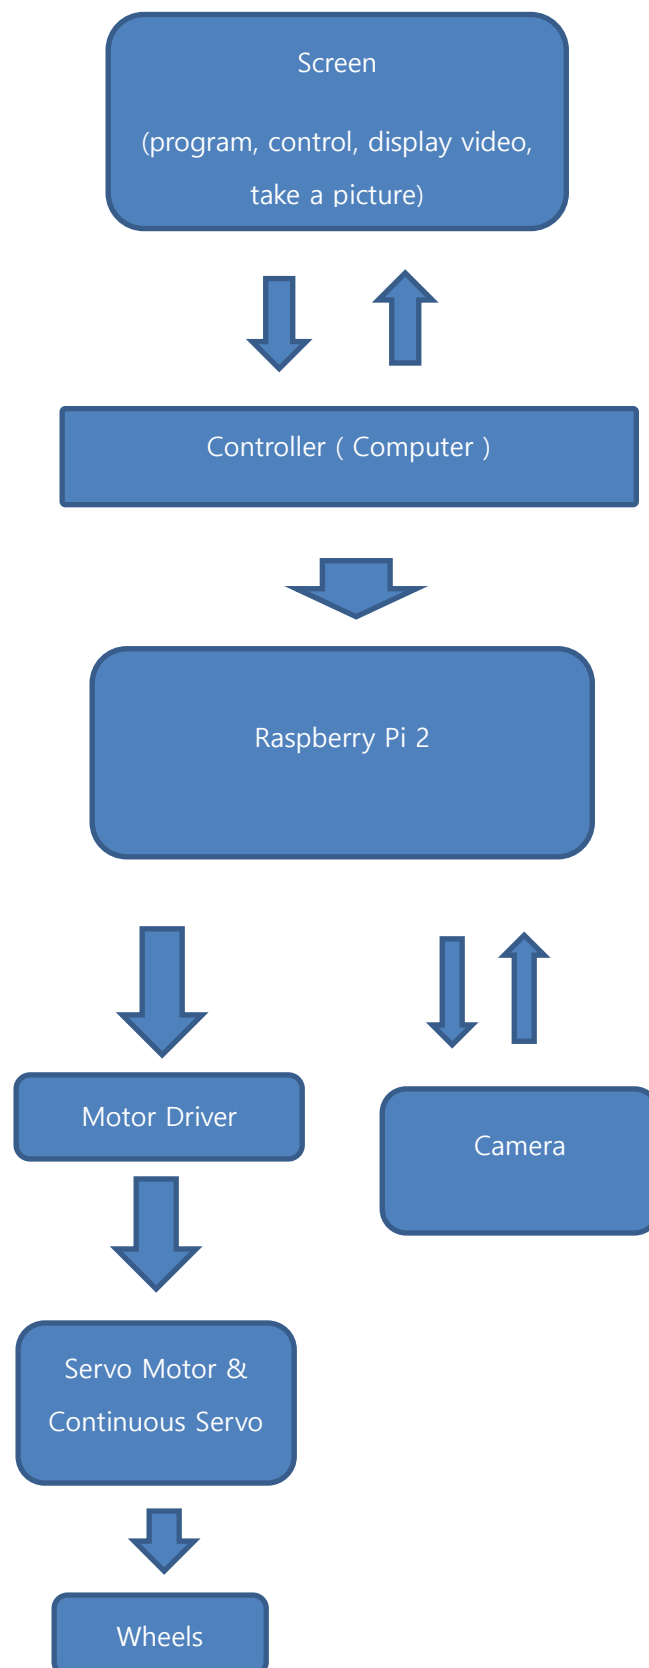 Screen
(program, control, display video,
take a picture)
Controller ( Computer )
Raspberry Pi 2
Motor Driver
Camera
Servo Motor &
Continuous Servo
Wheels